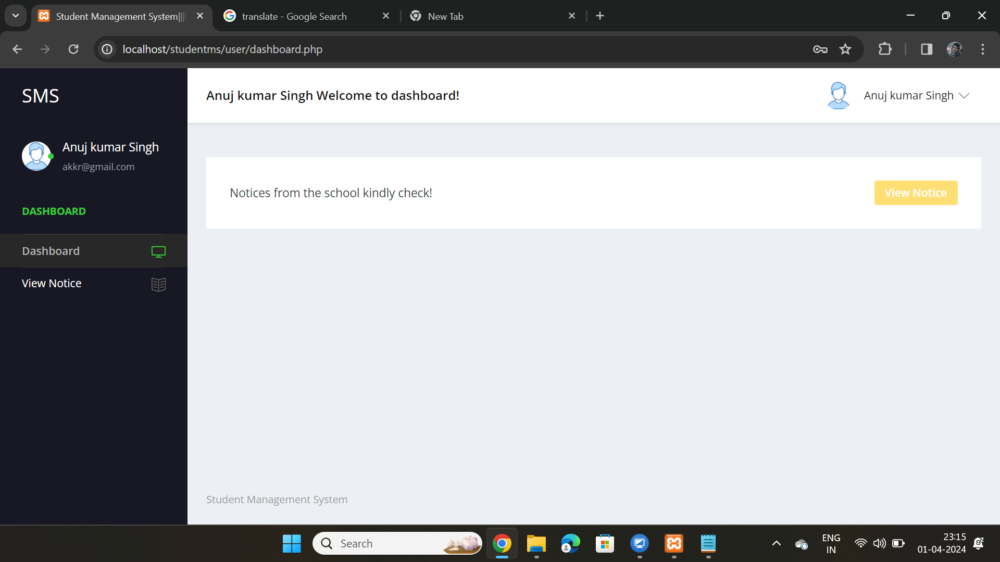 Student Management System|||
translate - Google Search
New Tab
localhost/studentms/user/dashboard.php
SMS
Anuj kumar Singh Welcome to dashboard!
Anuj kumar Singh
Anuj kumar Singh
akkr@gmail.com
Notices from the school kindly check!
View Notice
DASHBOARD
Dashboard
View Notice
Student Management System
Search
ENG
IN
23:15
01-04-2024